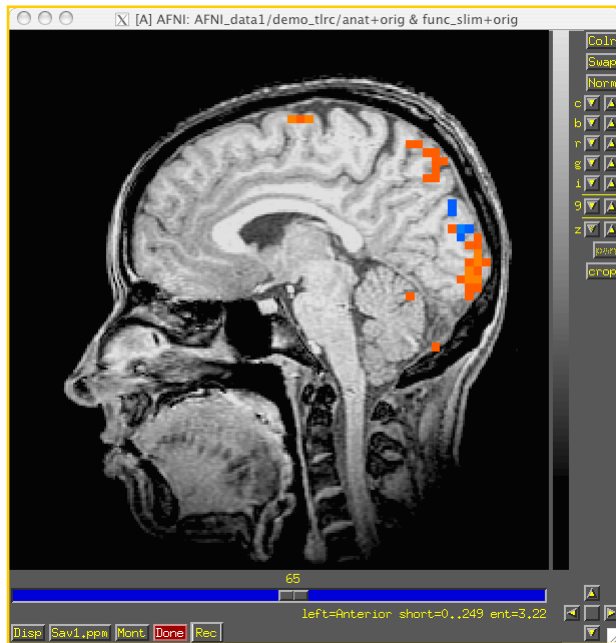 X [A] AFNI: AFNI_data1/demo_tlrc/anat+orig & func_slim+orig
Colr
Swap
Norm
c
b
r
g
i
9
z
pan
crop
65
left=Anterior short=0..249 ent=3.22
Disp Sav1.ppm Mont Done Rec